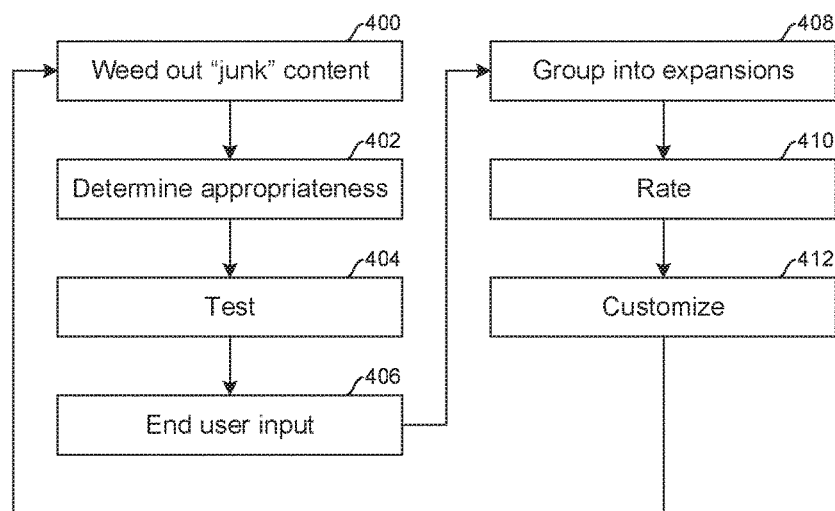 400
Weed out “junk” content
402
Determine appropriateness
404
Test
406
End user input
408
Group into expansions
410
Rate
412
Customize